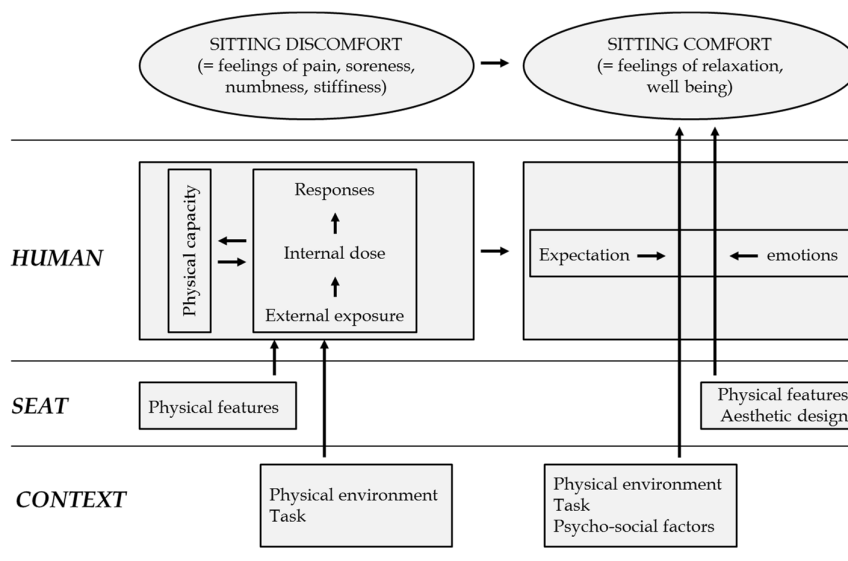 SITTING DISCOMFORT
(= feelings of pain, soreness,
numbness, stiffiness)
SITTING COMFORT
(= feelings of relaxation,
well being)
HUMAN
Physical capacity
Responses
Internal dose
External exposure
Expectation
emotions
SEAT
Physical features
Physical features
Aesthetic design
CONTEXT
Physical environment
Task
Physical environment
Task
Psycho-social factors